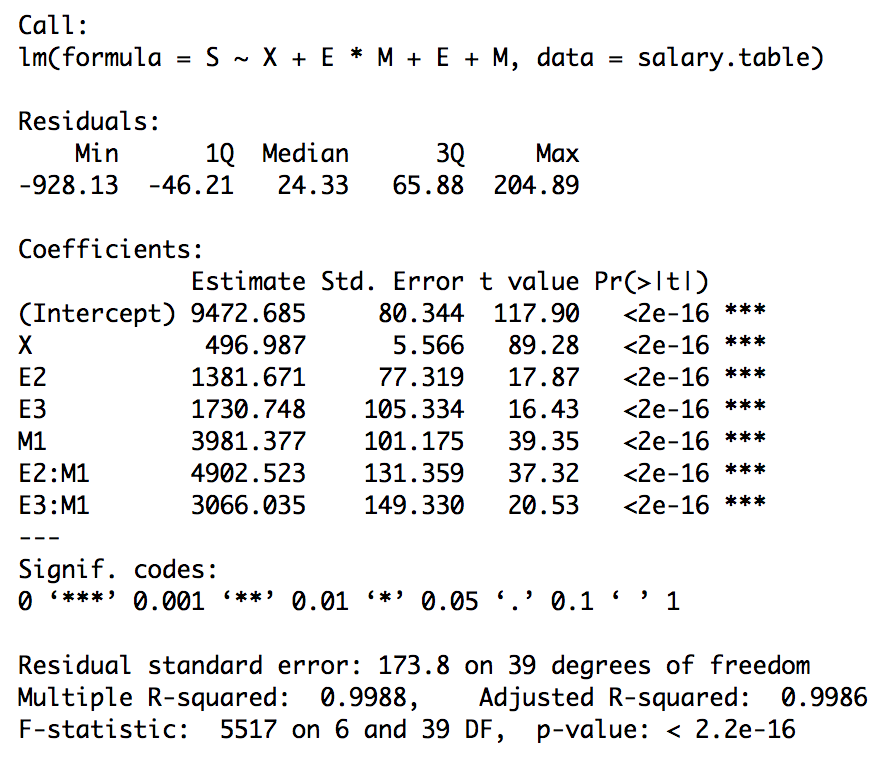 Call:
lm(formula = S ~ X + E * M + E + M, data = salary.table)
Residuals:
Min 1Q Median 3Q Max
-928.13 -46.21 24.33 65.88 204.89
Coefficients:
Estimate Std. Error t value Pr(>|t|)
(Intercept) 9472.685 80.344 117.90 <2e-16 ***
X 496.987 5.566 89.28 <2e-16 ***
E2 1381.671 77.319 17.87 <2e-16 ***
E3 1730.748 105.334 16.43 <2e-16 ***
M1 3981.377 101.175 39.35 <2e-16 ***
E2:M1 4902.523 131.359 37.32 <2e-16 ***
E3:M1 3066.035 149.330 20.53 <2e-16 ***
---
Signif. codes:
0 ‘***’ 0.001 ‘**’ 0.01 ‘*’ 0.05 ‘.’ 0.1 ‘ ’ 1
Residual standard error: 173.8 on 39 degrees of freedom
Multiple R-squared: 0.9988, Adjusted R-squared: 0.9986
F-statistic: 5517 on 6 and 39 DF, p-value: < 2.2e-16